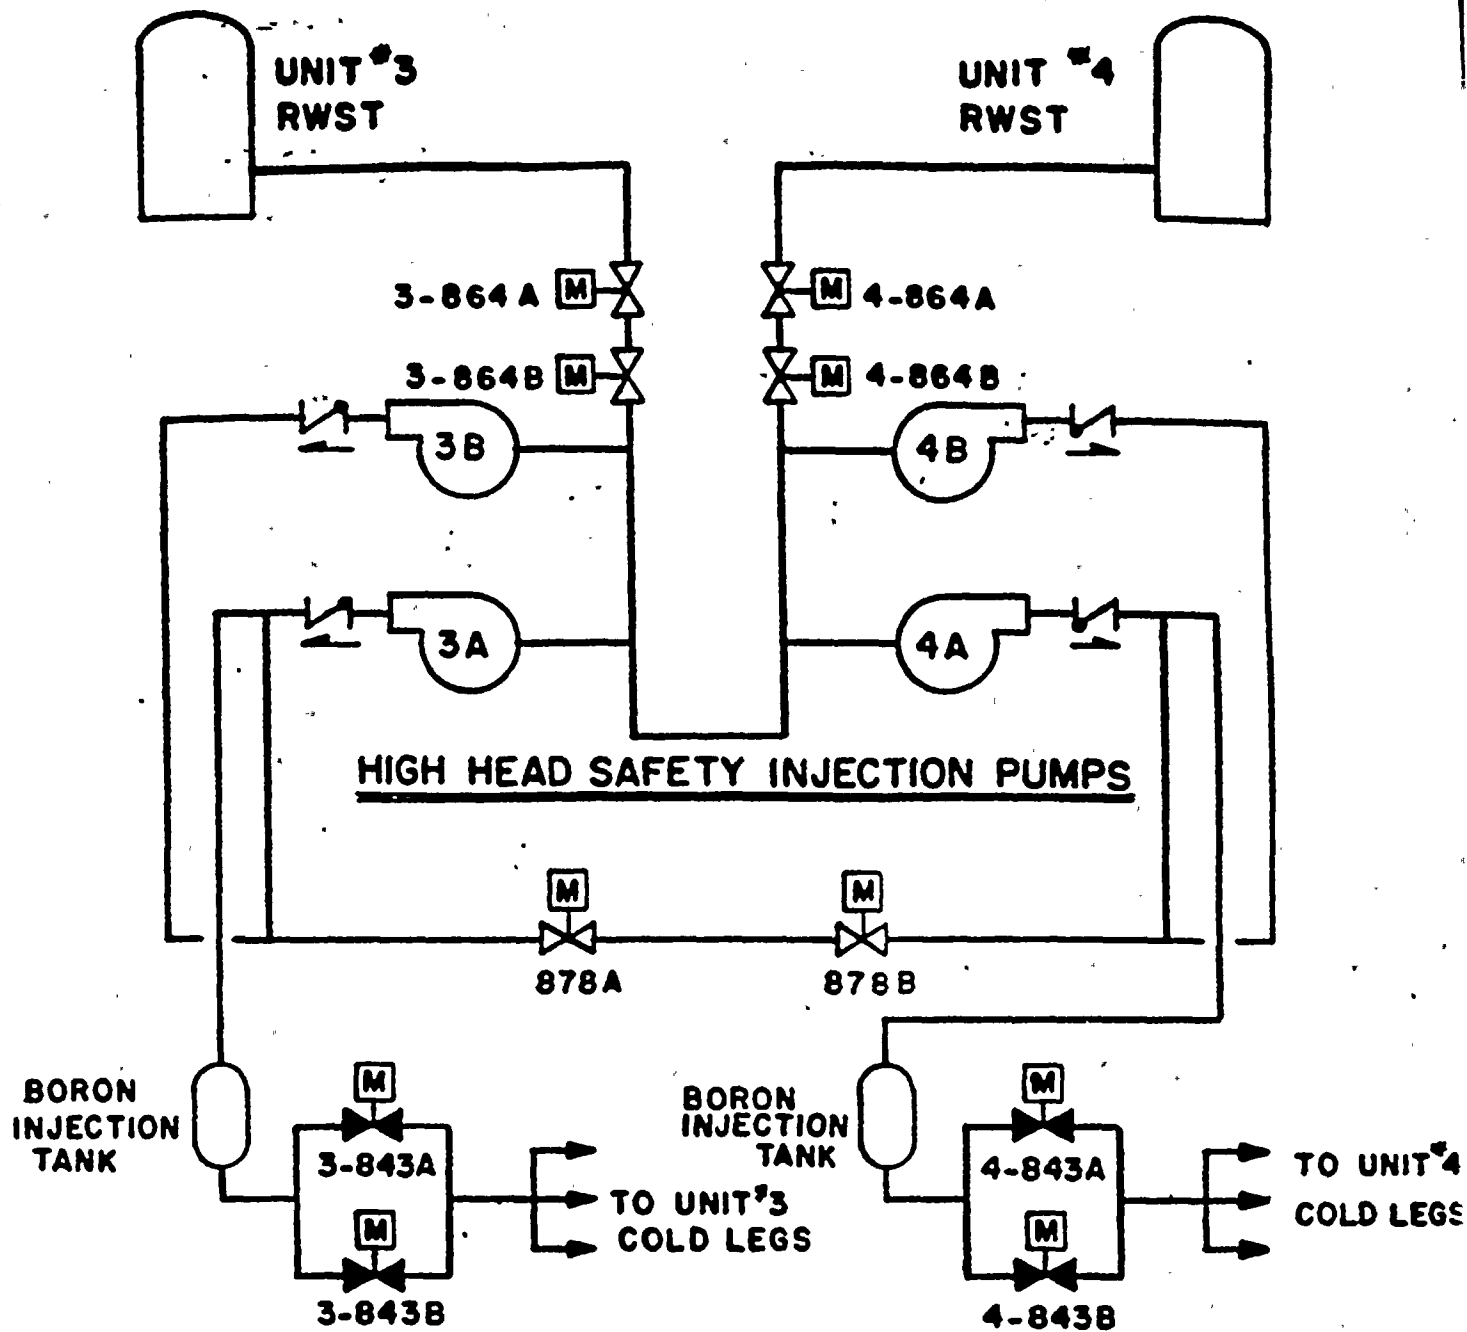 UNIT #3
RWST
UNIT #4
RWST
3-864A
M
M
4-864A
3-864B
M
M
4-864B
3B
4B
3A
4A
HIGH HEAD SAFETY INJECTION PUMPS
M
M
878A
878B
BORON
INJECTION
TANK
M
3-843A
M
3-843B
TO UNIT #3
COLD LEGS
BORON
INJECTION
TANK
M
4-843A
M
4-843B
TO UNIT #4
COLD LEGS